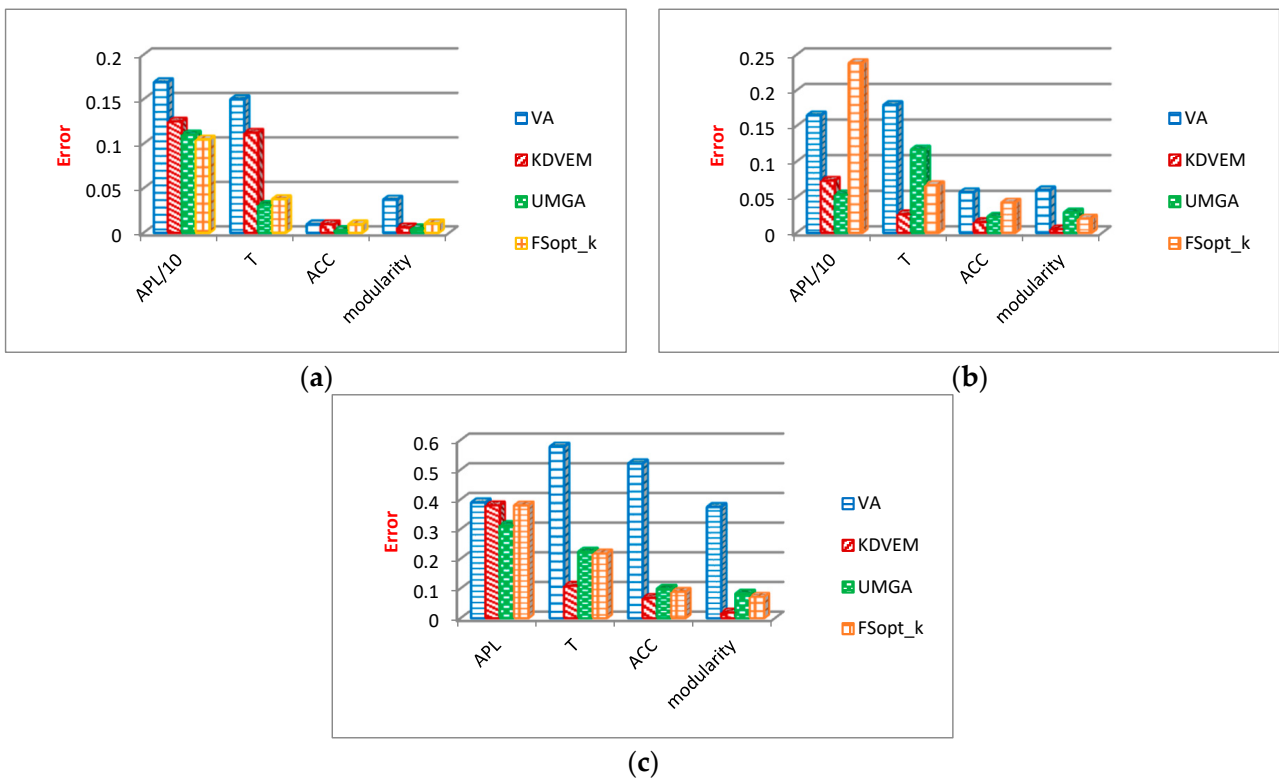 0.2
0.15
0.1
0.05
0
Error
APL/10
T
ACC
modularity
VA
KDVEM
UMGA
FSopt_k
(a)
0.25
0.2
0.15
0.1
0.05
0
Error
APL/10
T
ACC
modularity
VA
KDVEM
UMGA
FSopt_k
(b)
0.6
0.5
0.4
0.3
0.2
0.1
0
Error
APL
T
ACC
modularity
VA
KDVEM
UMGA
FSopt_k
(c)